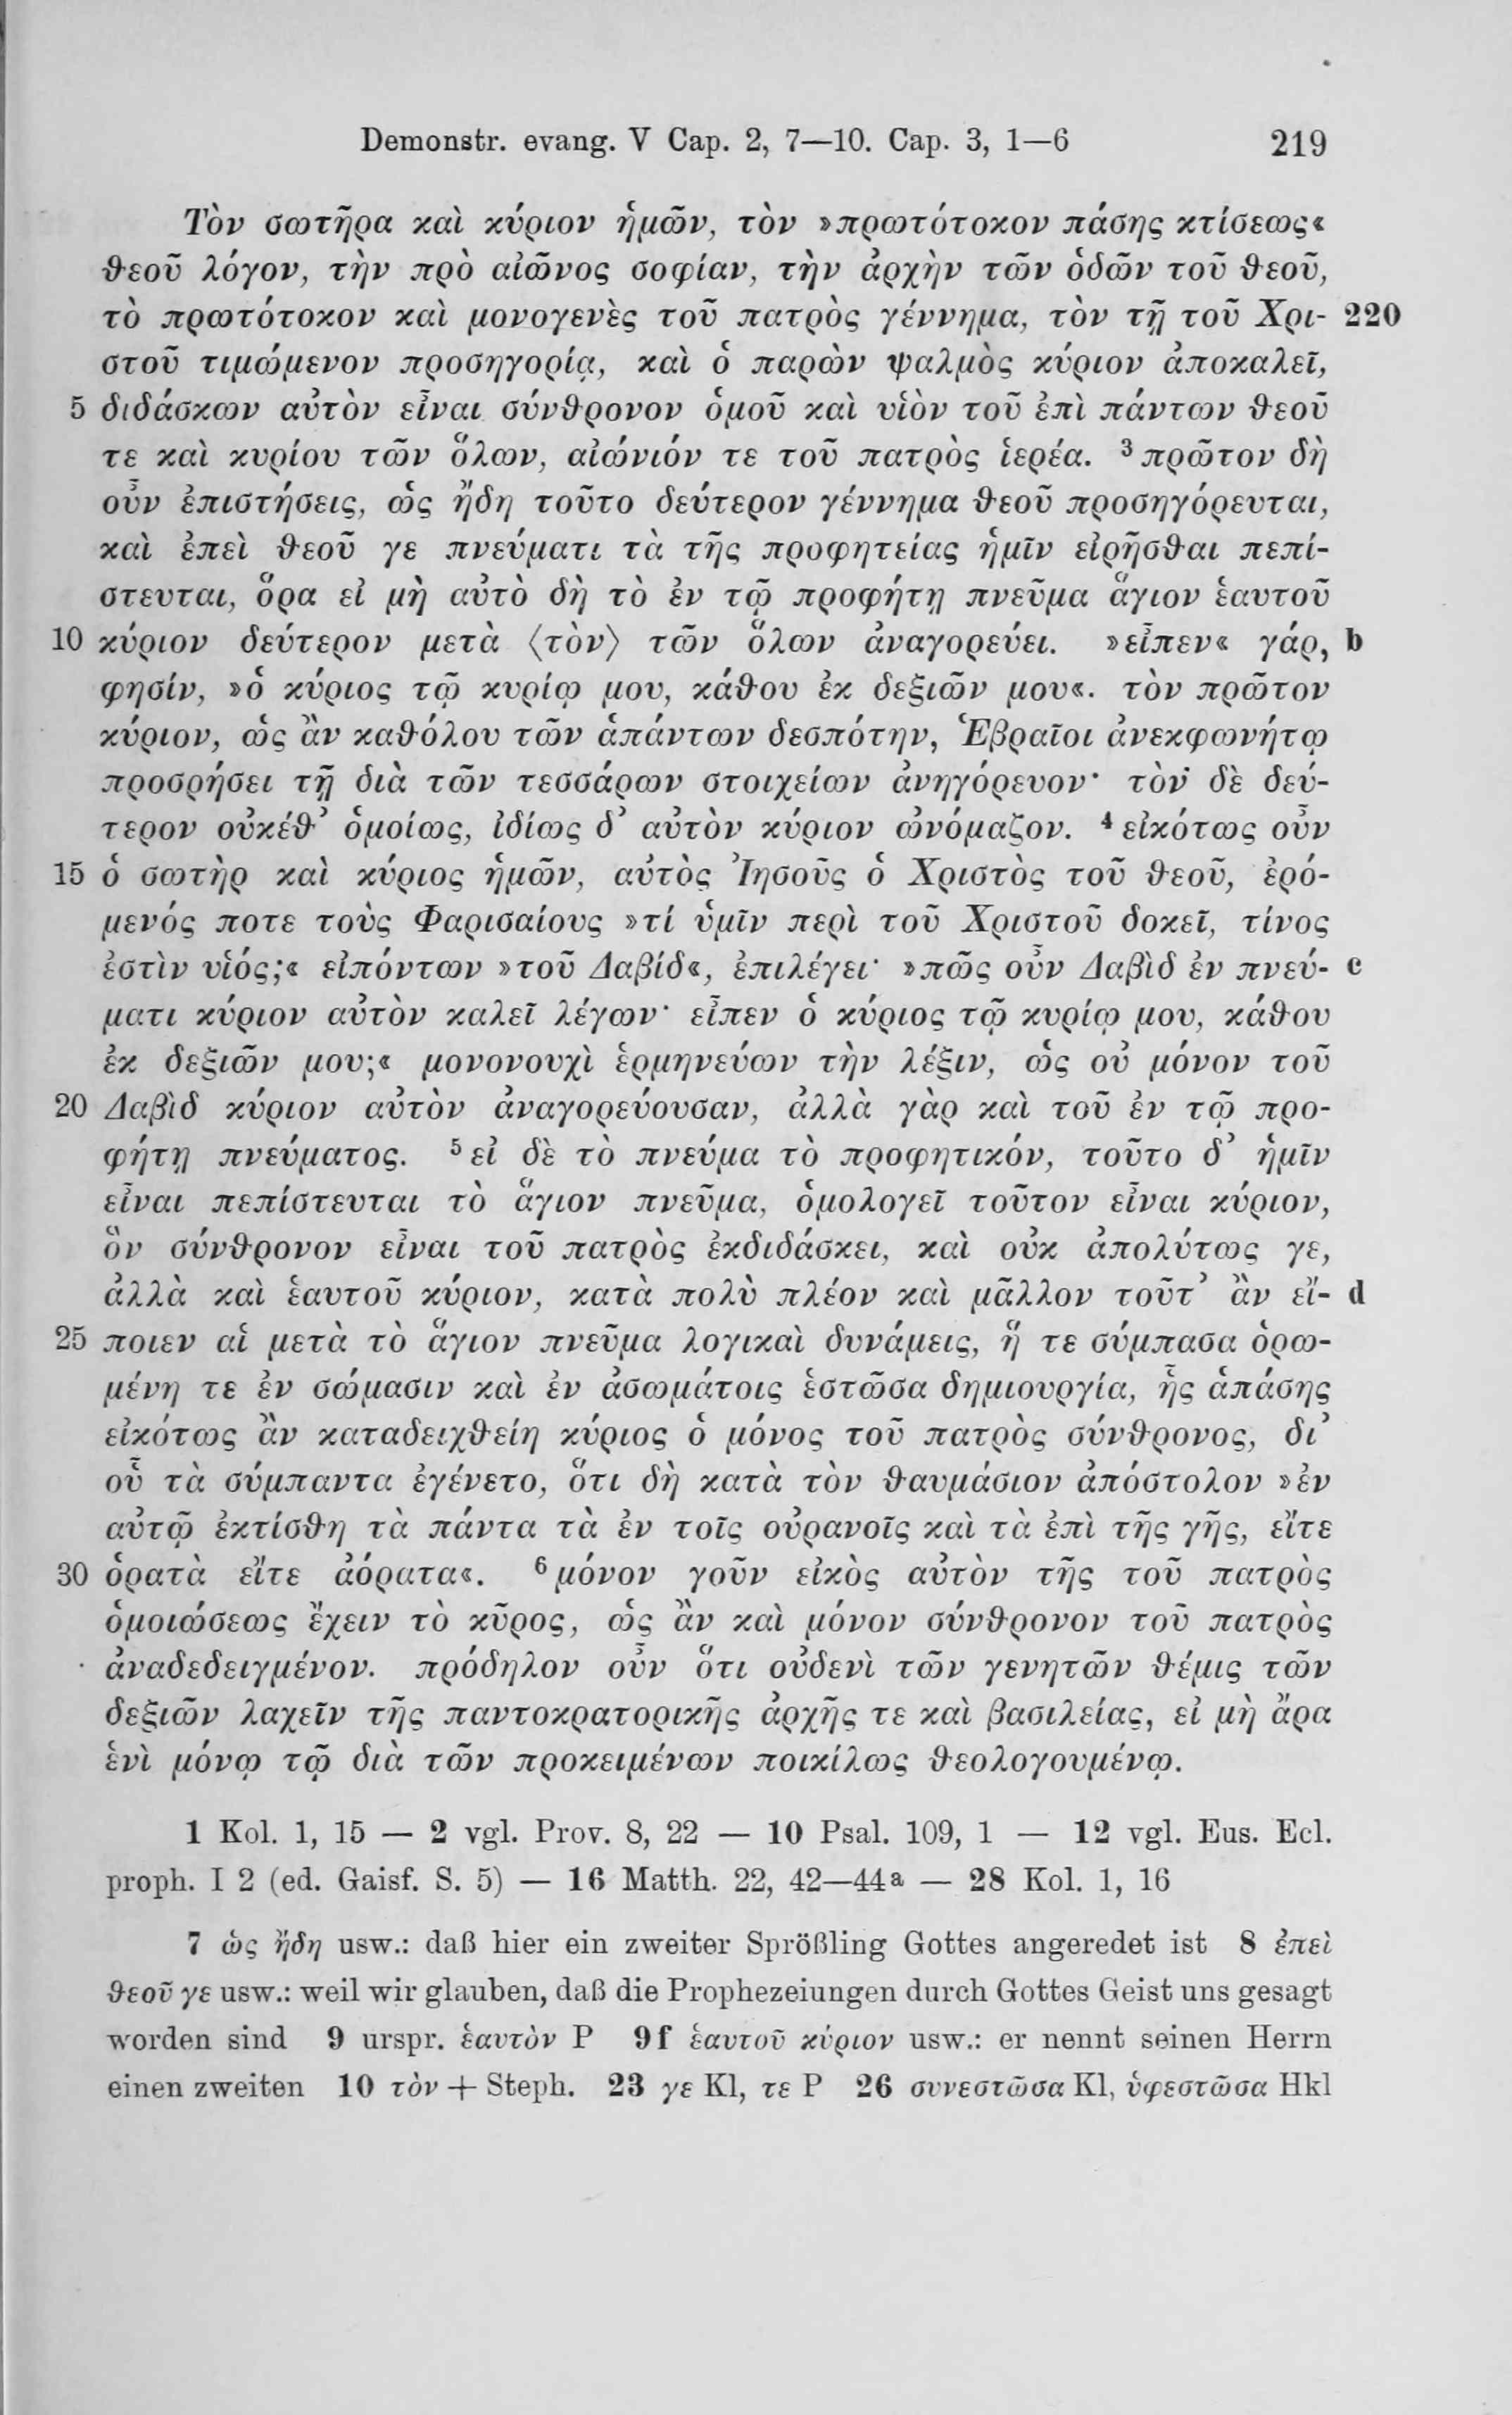 Demonstr. evang. V Cap. 2, 7—10. Cap. 3, 1—6 219
Τὸν σωτῆρα καὶ κύριον ἡμῶν, τὸν »πρωτότοκον πάσης κτίσεως«
θεοῦ λόγον, τὴν πρὸ αἰῶνος σοφίαν, τὴν ἀρχὴν τῶν ὁδῶν τοῦ θεοῦ,
τὸ πρωτότοκον καὶ μονογενὲς τοῦ πατρὸς γέννημα, τὸν τῇ τοῦ Χρι- 220
στοῦ τιμώμενον προσηγορίᾳ, καὶ ὁ παρὼν ψαλμὸς κύριον ἀποκαλεῖ,
5 διδάσκων αὐτὸν εἶναι σύνθρονον ὁμοῦ καὶ υἱὸν τοῦ ἐπὶ πάντων θεοῦ
τε καὶ κυρίου τῶν ὅλων, αἰώνιόν τε τοῦ πατρὸς ἱερέα. ³ πρῶτον δὴ
οὖν ἐπιστήσεις, ὡς ἤδη τοῦτο δεύτερον γέννημα θεοῦ προσηγόρευται,
καὶ ἐπεὶ θεοῦ γε πνεύματι τὰ τῆς προφητείας ἡμῖν εἰρῆσθαι πεπί-
στευται, ὅρα εἰ μὴ αὐτὸ δὴ τὸ ἐν τῷ προφήτῃ πνεῦμα ἅγιον ἑαυτοῦ
10 κύριον δεύτερον μετὰ ⟨τὸν⟩ τῶν ὅλων ἀναγορεύει. »εἶπεν« γάρ, b
φησίν, »ὁ κύριος τῷ κυρίῳ μου, κάθου ἐκ δεξιῶν μου«. τὸν πρῶτον
κύριον, ὡς ἂν καθόλου τῶν ἁπάντων δεσπότην, Ἑβραῖοι ἀνεκφωνήτῳ
προσρήσει τῇ διὰ τῶν τεσσάρων στοιχείων ἀνηγόρευον· τὸν δὲ δεύ-
τερον οὐκέθ’ ὁμοίως, ἰδίως δ’ αὐτὸν κύριον ὠνόμαζον. ⁴ εἰκότως οὖν
15 ὁ σωτὴρ καὶ κύριος ἡμῶν, αὐτὸς Ἰησοῦς ὁ Χριστὸς τοῦ θεοῦ, ἐρό-
μενός ποτε τοὺς Φαρισαίους »τί ὑμῖν περὶ τοῦ Χριστοῦ δοκεῖ, τίνος
ἐστὶν υἱός;« εἰπόντων »τοῦ Δαβίδ«, ἐπιλέγει· »πῶς οὖν Δαβὶδ ἐν πνεύ- c
ματι κύριον αὐτὸν καλεῖ λέγων· εἶπεν ὁ κύριος τῷ κυρίῳ μου, κάθου
ἐκ δεξιῶν μου;« μονονουχὶ ἑρμηνεύων τὴν λέξιν, ὡς οὐ μόνον τοῦ
20 Δαβὶδ κύριον αὐτὸν ἀναγορεύουσαν, ἀλλὰ γὰρ καὶ τοῦ ἐν τῷ προ-
φήτῃ πνεύματος. ⁵ εἰ δὲ τὸ πνεύμα τὸ προφητικόν, τοῦτο δ’ ἡμῖν
εἶναι πεπίστευται τὸ ἅγιον πνεῦμα, ὁμολογεῖ τοῦτον εἶναι κύριον,
ὃν σύνθρονον εἶναι τοῦ πατρὸς ἐκδιδάσκει, καὶ οὐκ ἀπολύτως γε,
ἀλλὰ καὶ ἑαυτοῦ κύριον, κατὰ πολὺ πλέον καὶ μᾶλλον τοῦτ’ ἂν εἴ- d
25 ποιεν αἱ μετὰ τὸ ἅγιον πνεῦμα λογικαὶ δυνάμεις, ἥ τε σύμπασα ὁρω-
μένη τε ἐν σώμασιν καὶ ἐν ἀσωμάτοις ἑστῶσα δημιουργία, ἧς ἁπάσης
εἰκότως ἂν καταδειχθείη κύριος ὁ μόνος τοῦ πατρὸς σύνθρονος, δι’
οὗ τὰ σύμπαντα ἐγένετο, ὅτι δὴ κατὰ τὸν θαυμάσιον ἀπόστολον »ἐν
αὐτῷ ἐκτίσθη τὰ πάντα τὰ ἐν τοῖς οὐρανοῖς καὶ τὰ ἐπὶ τῆς γῆς, εἴτε
30 ὁρατὰ εἴτε ἀόρατα«. ⁶ μόνον γοῦν εἰκὸς αὐτὸν τῆς τοῦ πατρὸς
ὁμοιώσεως ἔχειν τὸ κῦρος, ὡς ἂν καὶ μόνον σύνθρονον τοῦ πατρὸς
ἀναδεδειγμένον. πρόδηλον οὖν ὅτι οὐδενὶ τῶν γενητῶν θέμις τῶν
δεξιῶν λαχεῖν τῆς παντοκρατορικῆς ἀρχῆς τε καὶ βασιλείας, εἰ μὴ ἄρα
ἑνὶ μόνῳ τῷ διὰ τῶν προκειμένων ποικίλως θεολογουμένῳ.
1 Kol. 1, 15 — 2 vgl. Prov. 8, 22 — 10 Psal. 109, 1 — 12 vgl. Eus. Ecl.
proph. I 2 (ed. Gaisf. S. 5) — 16 Matth. 22, 42—44ª — 28 Kol. 1, 16
7 ὡς ἤδη usw.: daß hier ein zweiter Sprößling Gottes angeredet ist 8 ἐπεὶ
θεοῦ γε usw.: weil wir glauben, daß die Prophezeiungen durch Gottes Geist uns gesagt
worden sind 9 urspr. ἑαυτὸν P 9f ἑαυτοῦ κύριον usw.: er nennt seinen Herrn
einen zweiten 10 τὸν + Steph. 23 γε Kl, τε P 26 συνεστῶσα Kl, ὑφεστῶσα Hkl